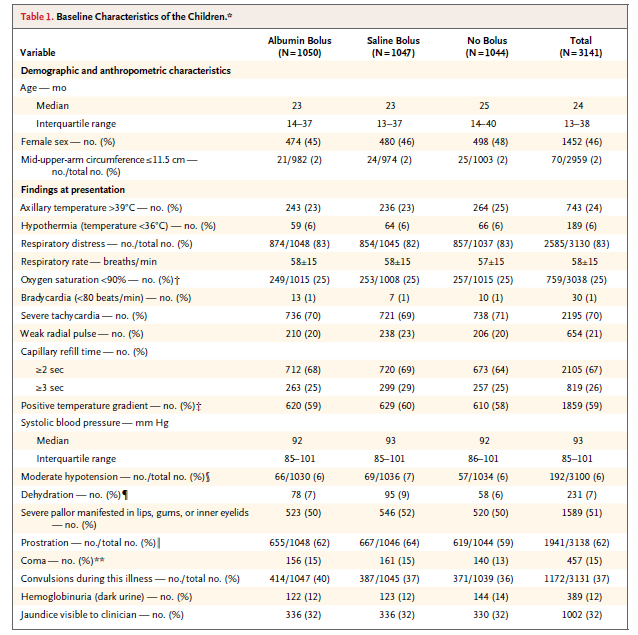 Table 1. Baseline Characteristics of the Children.*
Variable Albumin Bolus (N=1050) Saline Bolus (N=1047) No Bolus (N=1044) Total (N=3141)
Demographic and anthropometric characteristics
Age — mo
Median 23 23 25 24
Interquartile range 14–37 13–37 14–40 13–38
Female sex — no. (%) 474 (45) 480 (46) 498 (48) 1452 (46)
Mid-upper-arm circumference ≤11.5 cm — 21/982 (2) 24/974 (2) 25/1003 (2) 70/2959 (2)
no./total no. (%)
Findings at presentation
Axillary temperature >39°C — no. (%) 243 (23) 236 (23) 264 (25) 743 (24)
Hypothermia (temperature <36°C) — no. (%) 59 (6) 64 (6) 66 (6) 189 (6)
Respiratory distress — no./total no. (%) 874/1048 (83) 854/1045 (82) 857/1037 (83) 2585/3130 (83)
Respiratory rate — breaths/min 58±15 58±15 57±15 58±15
Oxygen saturation <90% — no. (%)† 249/1015 (25) 253/1008 (25) 257/1015 (25) 759/3038 (25)
Bradycardia (<80 beats/min) — no. (%) 13 (1) 7 (1) 10 (1) 30 (1)
Severe tachycardia — no. (%) 736 (70) 721 (69) 738 (71) 2195 (70)
Weak radial pulse — no. (%) 210 (20) 238 (23) 206 (20) 654 (21)
Capillary refill time — no. (%)
≥2 sec 712 (68) 720 (69) 673 (64) 2105 (67)
≥3 sec 263 (25) 299 (29) 257 (25) 819 (26)
Positive temperature gradient — no. (%)‡ 620 (59) 629 (60) 610 (58) 1859 (59)
Systolic blood pressure — mm Hg
Median 92 93 92 93
Interquartile range 85–101 85–101 86–101 85–101
Moderate hypotension — no./total no. (%)§ 66/1030 (6) 69/1036 (7) 57/1034 (6) 192/3100 (6)
Dehydration — no. (%)¶ 78 (7) 95 (9) 58 (6) 231 (7)
Severe pallor manifested in lips, gums, or inner eyelids 523 (50) 546 (52) 520 (50) 1589 (51)
— no. (%)
Prostration — no./total no. (%)‖ 655/1048 (62) 667/1046 (64) 619/1044 (59) 1941/3138 (62)
Coma — no. (%)** 156 (15) 161 (15) 140 (13) 457 (15)
Convulsions during this illness — no./total no. (%) 414/1047 (40) 387/1045 (37) 371/1039 (36) 1172/3131 (37)
Hemoglobinuria (dark urine) — no. (%) 122 (12) 123 (12) 144 (14) 389 (12)
Jaundice visible to clinician — no. (%) 336 (32) 336 (32) 330 (32) 1002 (32)